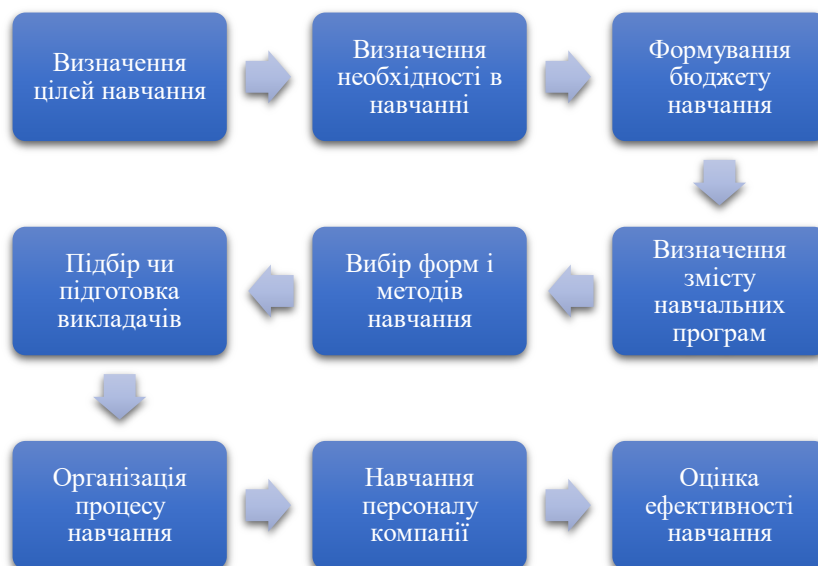 Визначення
цілей навчання
Визначення
необхідності в
навчанні
Формування
бюджету
навчання
Визначення
змісту
навчальних
програм
Вибір форм і
методів
навчання
Підбір чи
підготовка
викладачів
Організація
процесу
навчання
Навчання
персоналу
компанії
Оцінка
ефективності
навчання